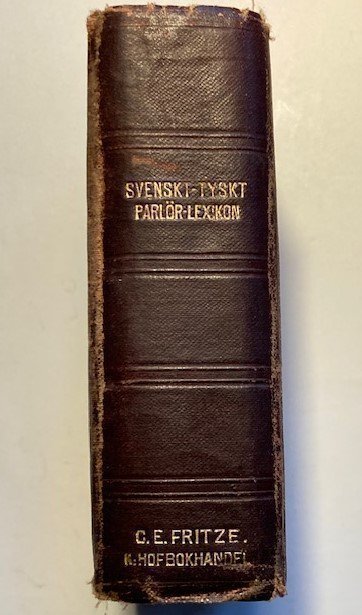 SVENSKT-TYSKT
PARLÖR-LEXIKON
C. E. FRITZE.
K. HOFBOKHANDEL